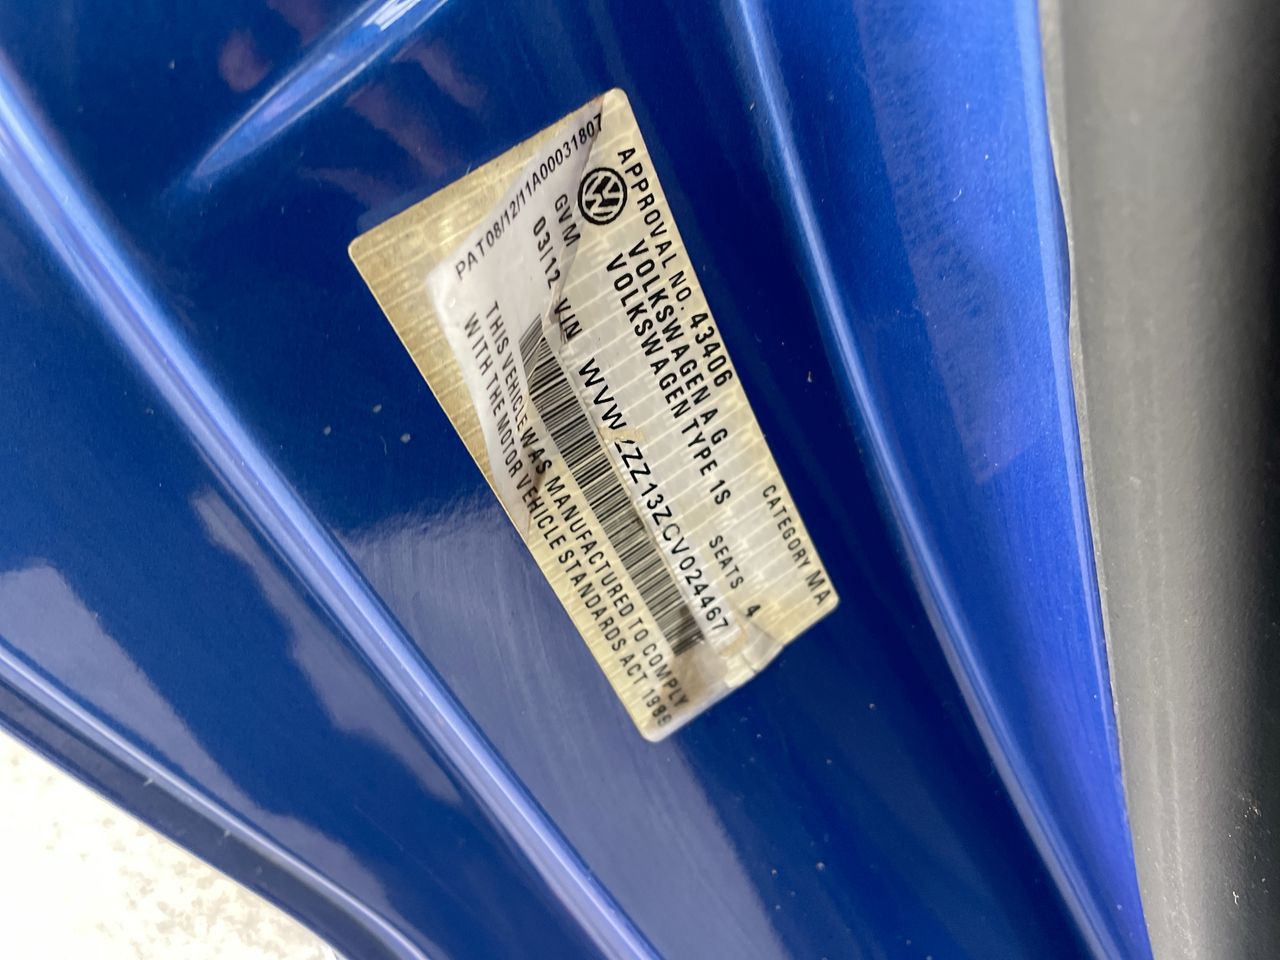 APPROVAL NO. 43406 CATEGORY MA
VOLKSWAGEN A G
VOLKSWAGEN TYPE 1S SEATS 4
GVM
03/12 VIN WVWZZZ13ZCV024467
THIS VEHICLE WAS MANUFACTURED TO COMPLY
WITH THE MOTOR VEHICLE STANDARDS ACT 1989
PAT08/12/11A00031807